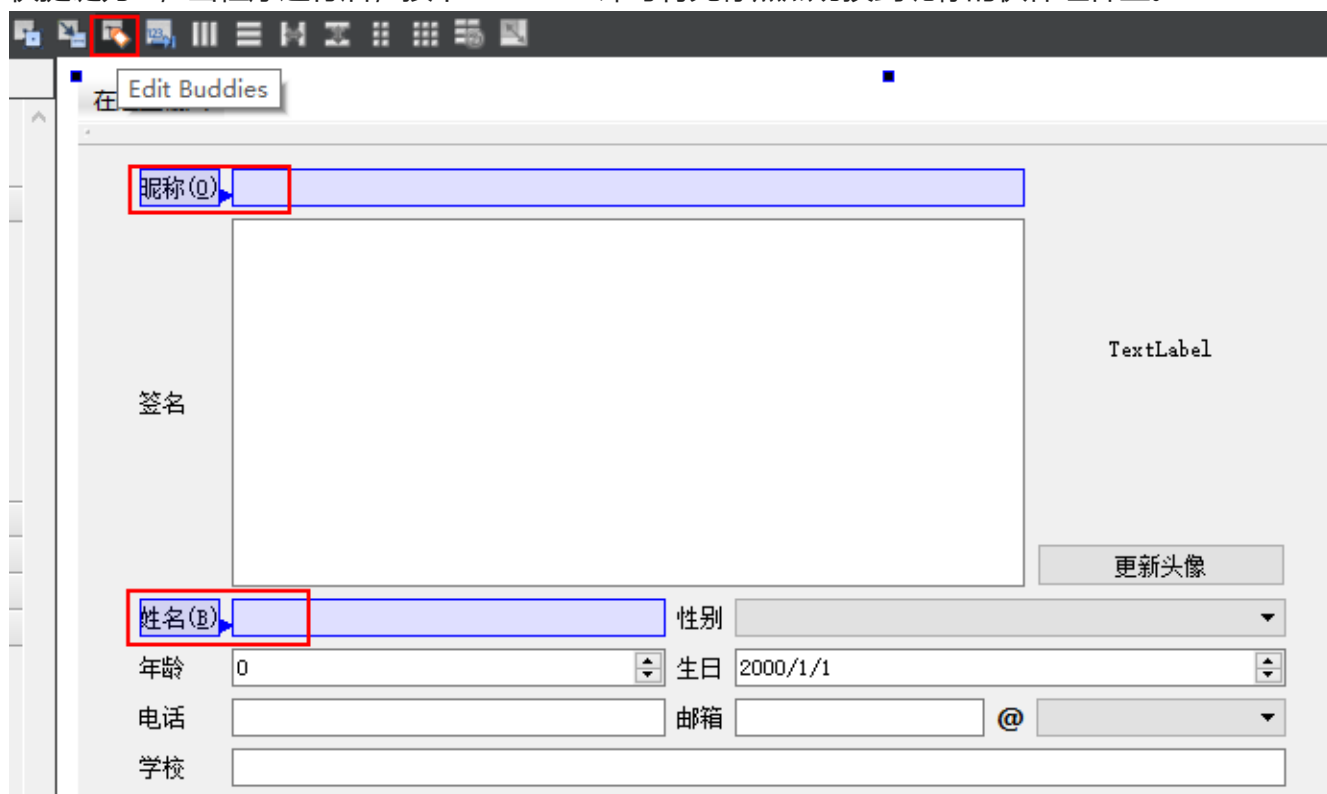 Edit Buddies
在
昵称(O)
TextLabel
签名
更新头像
姓名(B) 性别
年龄 0 生日 2000/1/1
电话 邮箱 @
学校